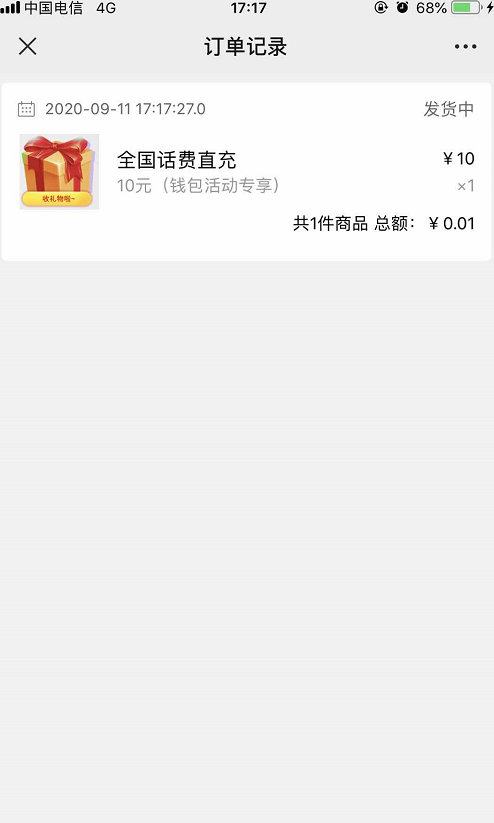 中国电信 4G 17:17 68%
订单记录
2020-09-11 17:17:27.0 发货中
全国话费直充 ¥10
10元（钱包活动专享） ×1
收礼物啦~
共1件商品 总额：¥0.01